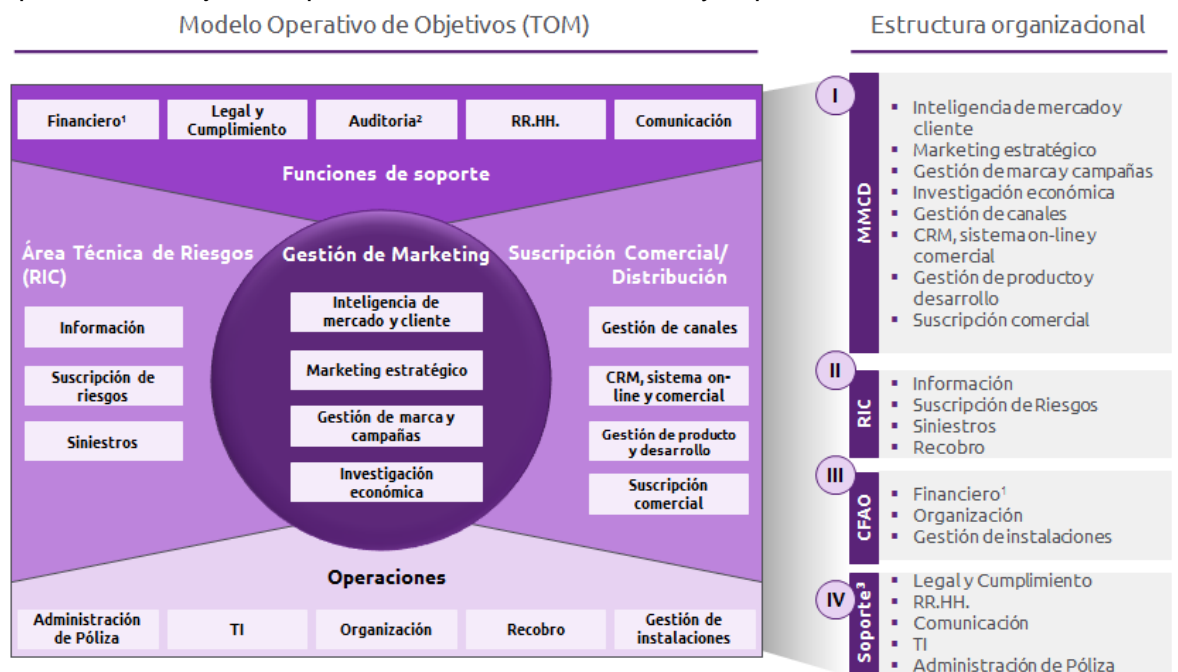 Modelo Operativo de Objetivos (TOM)
Financiero¹
Legal y
Cumplimiento
Auditoria²
RR.HH.
Comunicación
Funciones de soporte
Área Técnica de Riesgos
(RIC)
Información
Suscripción de
riesgos
Siniestros
Gestión de Marketing
Inteligencia de
mercado y cliente
Marketing estratégico
Gestión de marca y
campañas
Investigación
económica
Suscripción Comercial/
Distribución
Gestión de canales
CRM, sistema on-
line y comercial
Gestión de producto
y desarrollo
Suscripción
comercial
Operaciones
Administración
de Póliza
TI
Organización
Recobro
Gestión de
instalaciones
Estructura organizacional
I
MMCD
▪ Inteligencia de mercado y
cliente
▪ Marketing estratégico
▪ Gestión de marca y campañas
▪ Investigación económica
▪ Gestión de canales
▪ CRM, sistema on-line y
comercial
▪ Gestión de producto y
desarrollo
▪ Suscripción comercial
II
RIC
▪ Información
▪ Suscripción de Riesgos
▪ Siniestros
▪ Recobro
III
CFAO
▪ Financiero¹
▪ Organización
▪ Gestión de instalaciones
IV
Soporte³
▪ Legal y Cumplimiento
▪ RR.HH.
▪ Comunicación
▪ TI
▪ Administración de Póliza